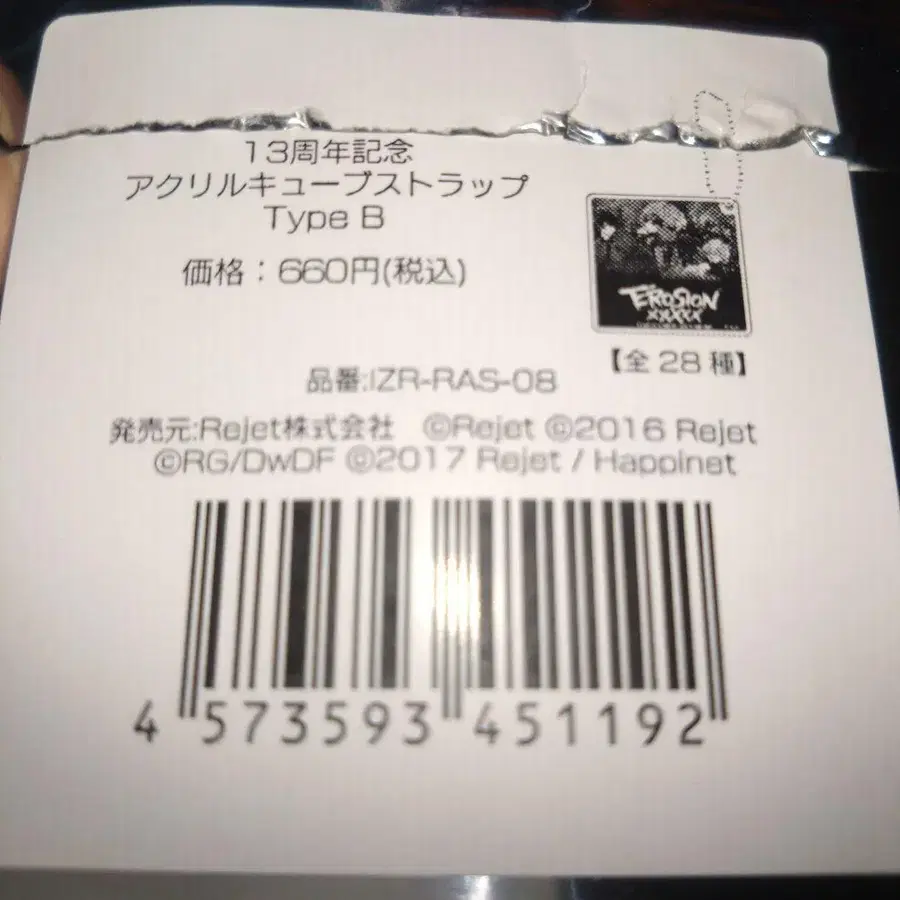 13周年記念
アクリルキューブストラップ
Type B
価格：660円(税込)
EROSION
XXXXX
【全 28 種】
品番:IZR-RAS-08
発売元:Rejet株式会社 ©Rejet ©2016 Rejet
©RG/DwDF ©2017 Rejet / Happinet
4 573593 451192